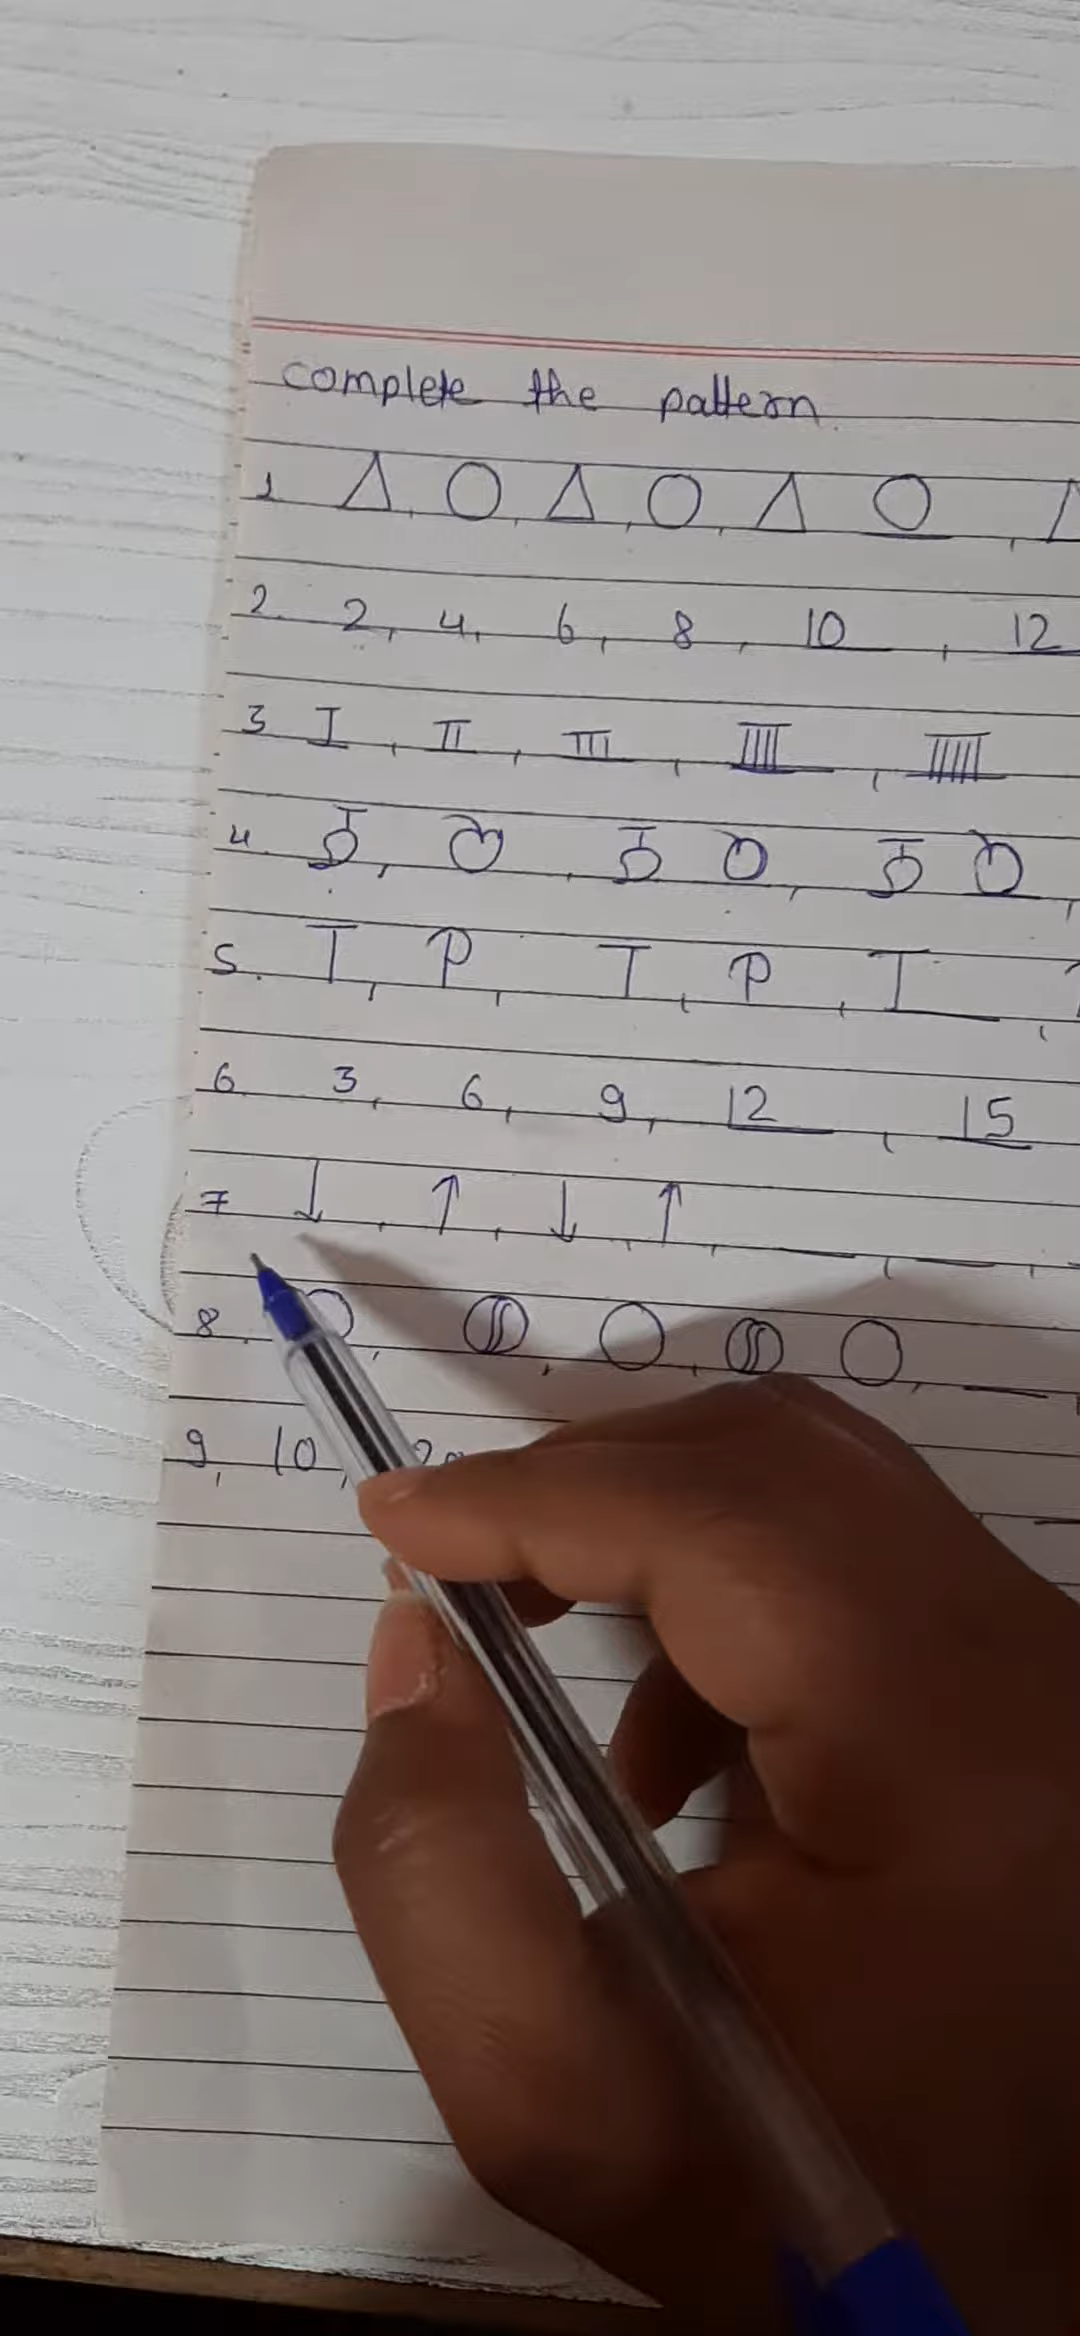 complete the pattern
1 △, ○, △, ○, △ ○,
2. 2, 4, 6, 8, 10, 12
3 I, II, III, IIII, IIIII
4.
5. T, P, T, P, T,
6 3, 6, 9, 12, 15
7 ↓, ↑, ↓, ↑,
8.
9, 10,